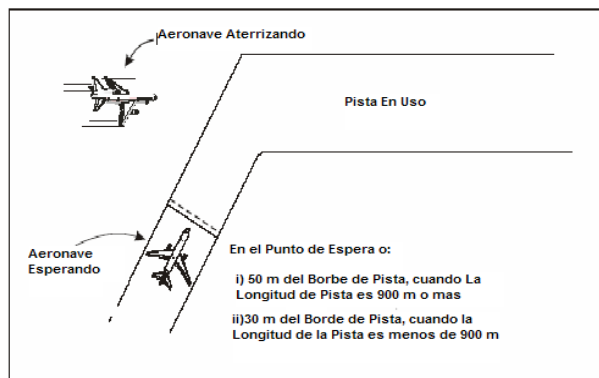 Aeronave Aterrizando
Pista En Uso
Aeronave
Esperando
En el Punto de Espera o:
i) 50 m del Borbe de Pista, cuando La
Longitud de Pista es 900 m o mas
ii)30 m del Borde de Pista, cuando la
Longitud de la Pista es menos de 900 m